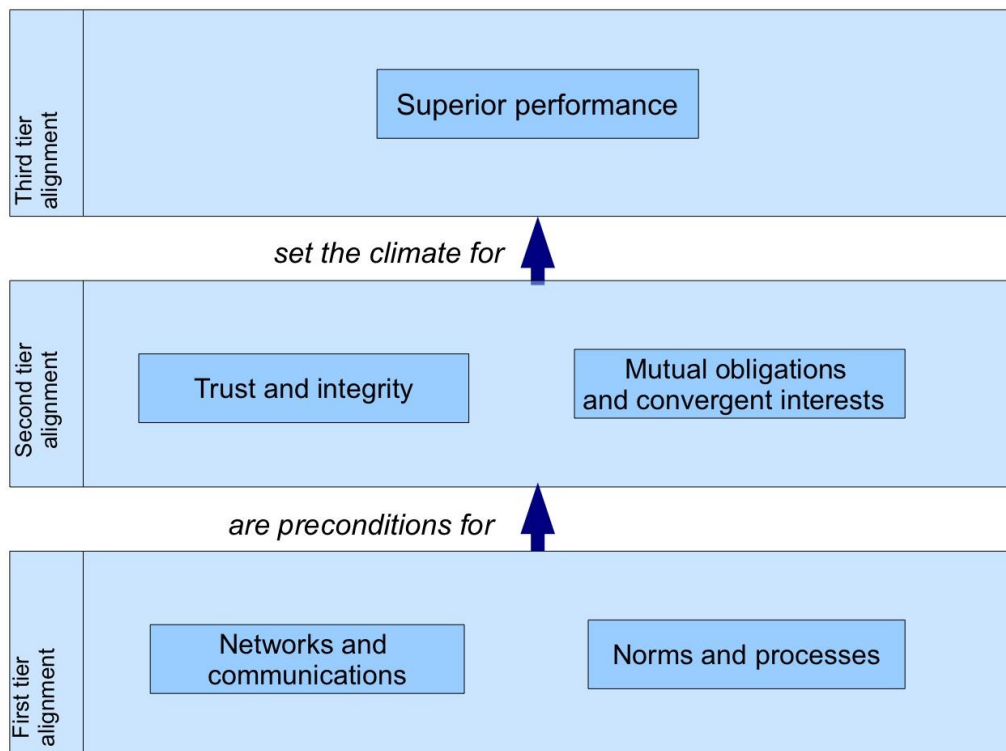 Third tier
alignment
Superior performance
set the climate for
Second tier
alignment
Trust and integrity
Mutual obligations
and convergent interests
are preconditions for
First tier
alignment
Networks and
communications
Norms and processes